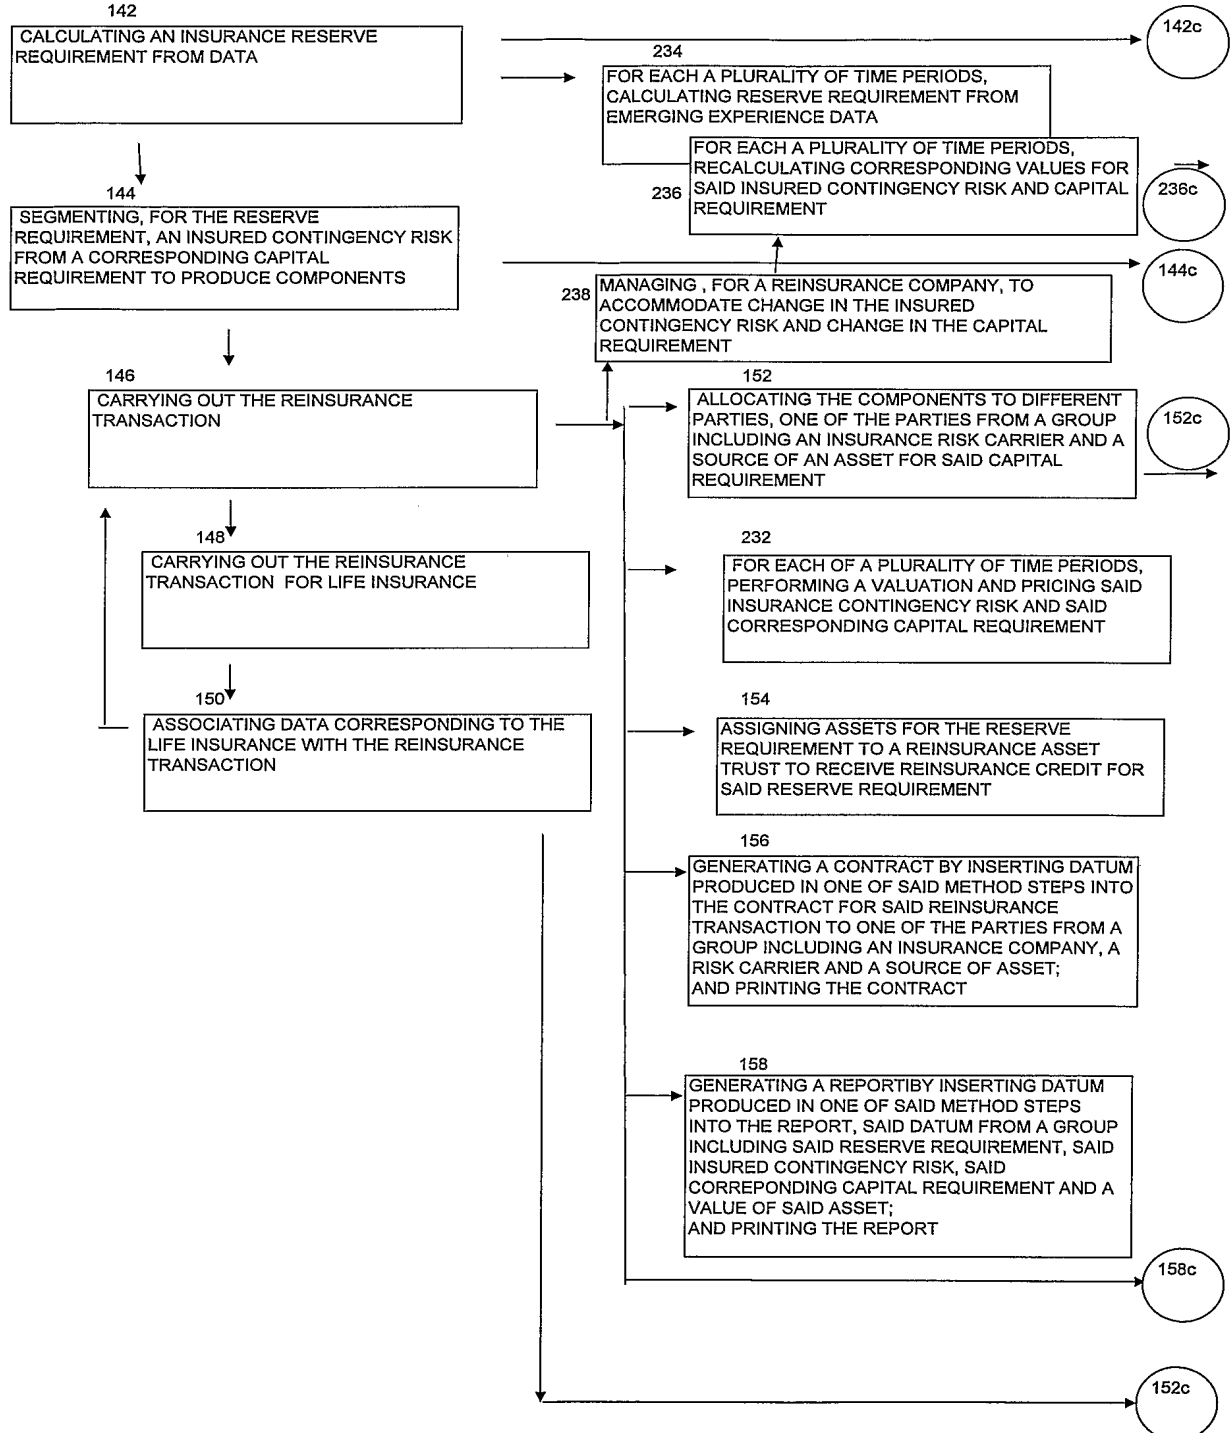 142
CALCULATING AN INSURANCE RESERVE
REQUIREMENT FROM DATA
142c
234
FOR EACH A PLURALITY OF TIME PERIODS,
CALCULATING RESERVE REQUIREMENT FROM
EMERGING EXPERIENCE DATA
236
FOR EACH A PLURALITY OF TIME PERIODS,
RECALCULATING CORRESPONDING VALUES FOR
SAID INSURED CONTINGENCY RISK AND CAPITAL
REQUIREMENT
236c
144
SEGMENTING, FOR THE RESERVE
REQUIREMENT, AN INSURED CONTINGENCY RISK
FROM A CORRESPONDING CAPITAL
REQUIREMENT TO PRODUCE COMPONENTS
144c
238
MANAGING , FOR A REINSURANCE COMPANY, TO
ACCOMMODATE CHANGE IN THE INSURED
CONTINGENCY RISK AND CHANGE IN THE CAPITAL
REQUIREMENT
146
CARRYING OUT THE REINSURANCE
TRANSACTION
152
ALLOCATING THE COMPONENTS TO DIFFERENT
PARTIES, ONE OF THE PARTIES FROM A GROUP
INCLUDING AN INSURANCE RISK CARRIER AND A
SOURCE OF AN ASSET FOR SAID CAPITAL
REQUIREMENT
152c
148
CARRYING OUT THE REINSURANCE
TRANSACTION FOR LIFE INSURANCE
232
FOR EACH OF A PLURALITY OF TIME PERIODS,
PERFORMING A VALUATION AND PRICING SAID
INSURANCE CONTINGENCY RISK AND SAID
CORRESPONDING CAPITAL REQUIREMENT
150
ASSOCIATING DATA CORRESPONDING TO THE
LIFE INSURANCE WITH THE REINSURANCE
TRANSACTION
154
ASSIGNING ASSETS FOR THE RESERVE
REQUIREMENT TO A REINSURANCE ASSET
TRUST TO RECEIVE REINSURANCE CREDIT FOR
SAID RESERVE REQUIREMENT
156
GENERATING A CONTRACT BY INSERTING DATUM
PRODUCED IN ONE OF SAID METHOD STEPS INTO
THE CONTRACT FOR SAID REINSURANCE
TRANSACTION TO ONE OF THE PARTIES FROM A
GROUP INCLUDING AN INSURANCE COMPANY, A
RISK CARRIER AND A SOURCE OF ASSET;
AND PRINTING THE CONTRACT
158
GENERATING A REPORTIBY INSERTING DATUM
PRODUCED IN ONE OF SAID METHOD STEPS
INTO THE REPORT, SAID DATUM FROM A GROUP
INCLUDING SAID RESERVE REQUIREMENT, SAID
INSURED CONTINGENCY RISK, SAID
CORREPONDING CAPITAL REQUIREMENT AND A
VALUE OF SAID ASSET;
AND PRINTING THE REPORT
158c
152c